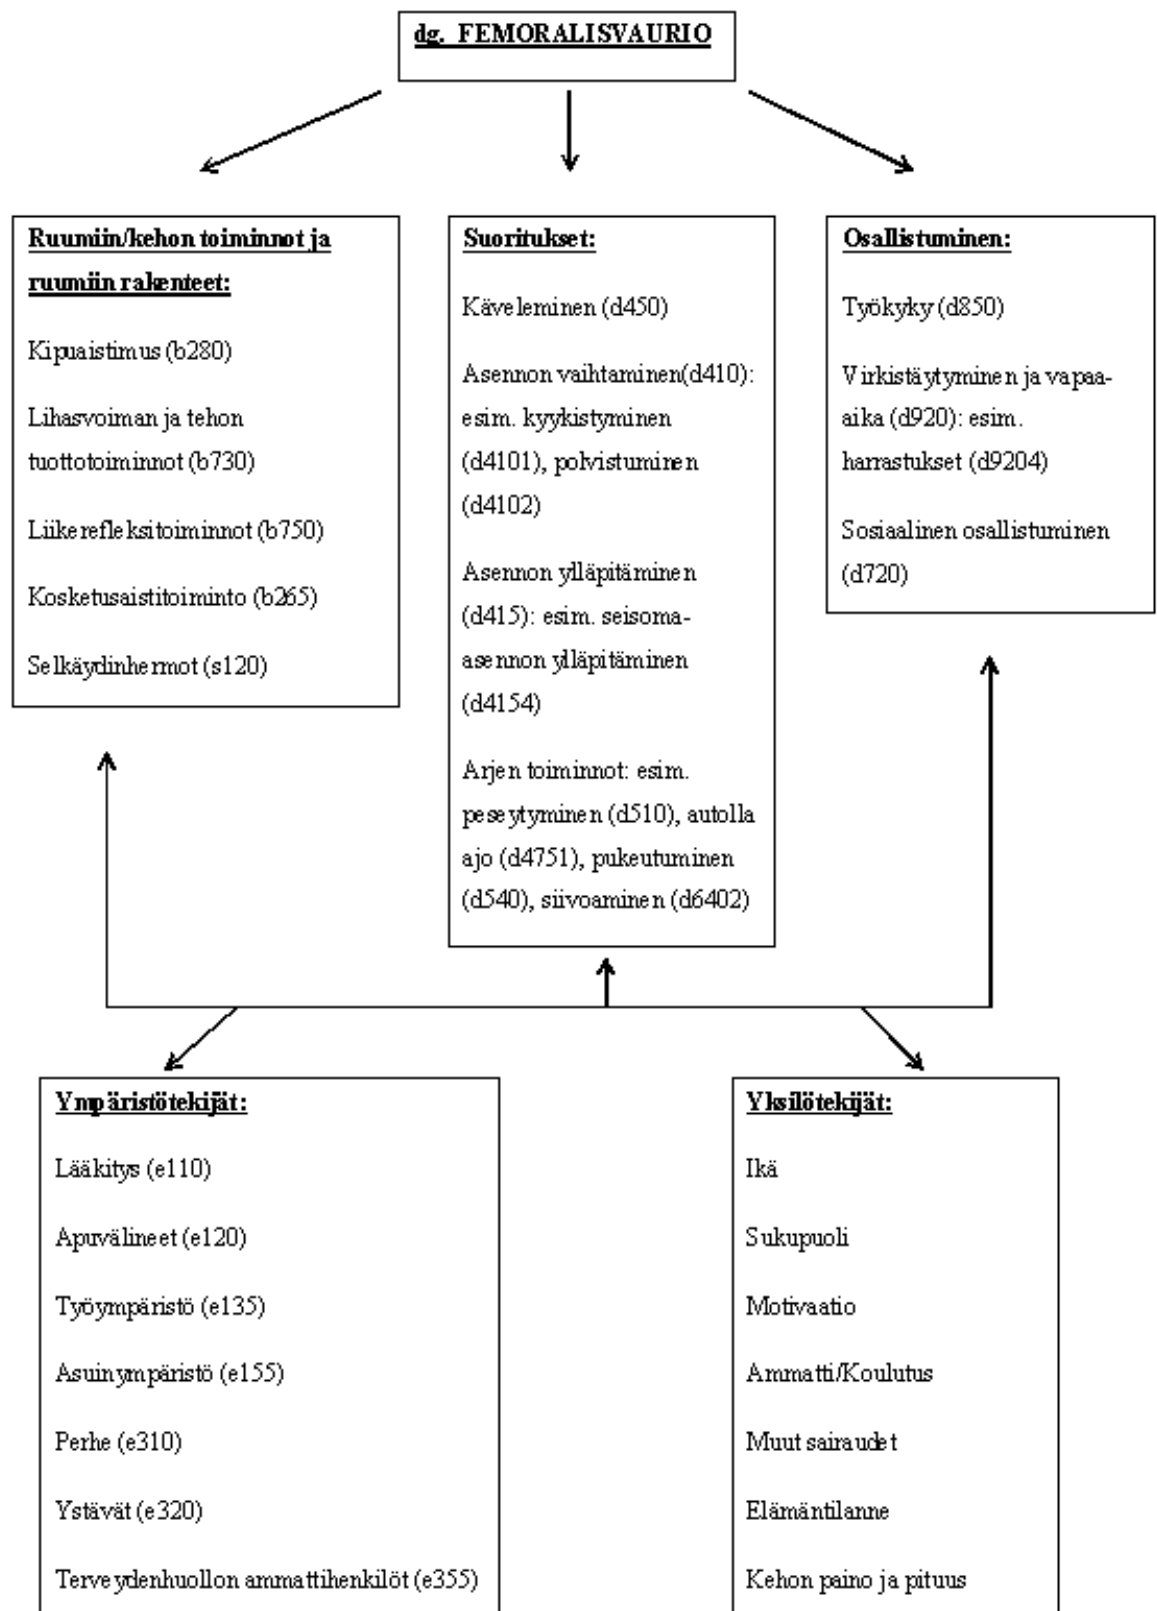 dg. FEMORALISVAURIO
Ruumiin/kehon toiminnot ja
ruumiin rakenteet:
Kipuaistimus (b280)
Lihasvoiman ja tehon
tuottotoiminnot (b730)
Liikerefleksitoiminnot (b750)
Kosketusaistitoiminto (b265)
Selkäydinhermot (s120)
Suoritukset:
Käveleminen (d450)
Asennon vaihtaminen(d410):
esim. kyykistyminen
(d4101), polvistuminen
(d4102)
Asennon ylläpitäminen
(d415): esim. seisoma-
asennon ylläpitäminen
(d4154)
Arjen toiminnot: esim.
peseytyminen (d510), autolla
ajo (d4751), pukeutuminen
(d540), siivoaminen (d6402)
Osallistuminen:
Työkyky (d850)
Virkistäytyminen ja vapaa-
aika (d920): esim.
harrastukset (d9204)
Sosiaalinen osallistuminen
(d720)
Ympäristötekijät:
Lääkitys (e110)
Apuvälineet (e120)
Työympäristö (e135)
Asuinympäristö (e155)
Perhe (e310)
Ystävät (e320)
Terveydenhuollon ammattihenkilöt (e355)
Yksilötekijät:
Ikä
Sukupuoli
Motivaatio
Ammatti/Koulutus
Muut sairaudet
Elämäntilanne
Kehon paino ja pituus